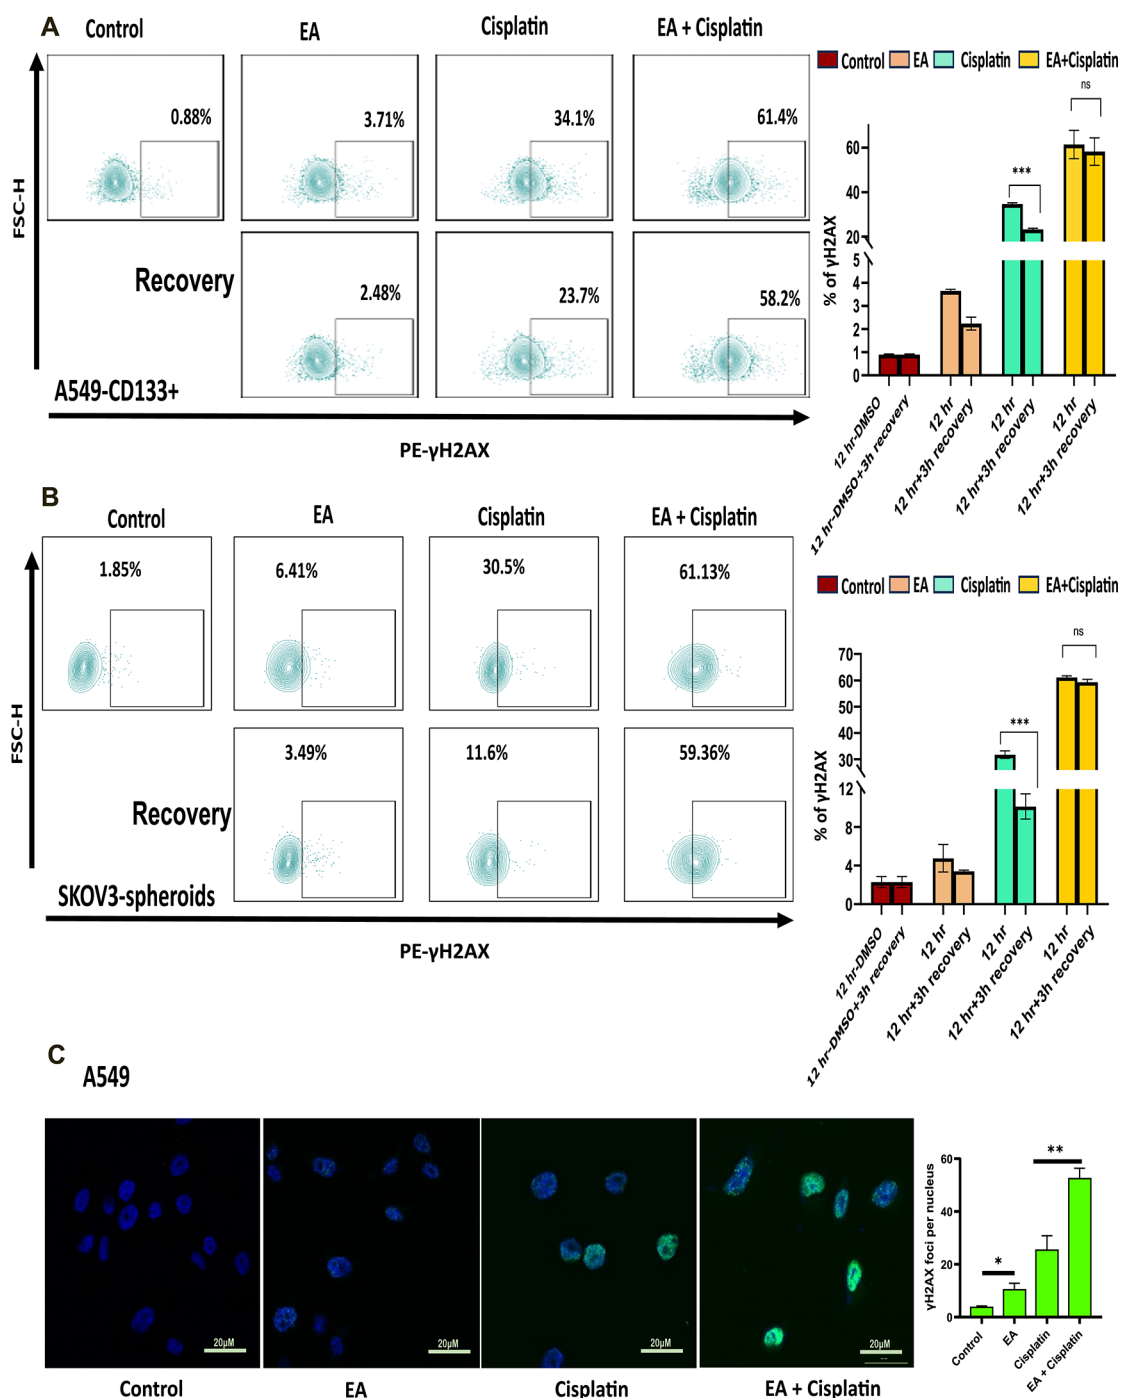 A
Control
EA
Cisplatin
EA + Cisplatin
0.88%
3.71%
34.1%
61.4%
FSC-H
Recovery
2.48%
23.7%
58.2%
A549-CD133+
PE-γH2AX
Control
EA
Cisplatin
EA+Cisplatin
ns
***
% of γH2AX
60
40
20
5
4
3
2
1
0
12 hr-DMSO
12 hr-DMSO+3h recovery
12 hr
12 hr+3h recovery
12 hr
12 hr+3h recovery
12 hr
12 hr+3h recovery
B
Control
EA
Cisplatin
EA + Cisplatin
1.85%
6.41%
30.5%
61.13%
FSC-H
Recovery
3.49%
11.6%
59.36%
SKOV3-spheroids
PE-γH2AX
Control
EA
Cisplatin
EA+Cisplatin
ns
***
% of γH2AX
70
60
50
40
30
12
8
4
0
12 hr-DMSO
12 hr-DMSO+3h recovery
12 hr
12 hr+3h recovery
12 hr
12 hr+3h recovery
12 hr
12 hr+3h recovery
C
A549
20μM
20μM
20μM
20μM
Control
EA
Cisplatin
EA + Cisplatin
γH2AX foci per nucleus
60
40
20
0
*
**
Control
EA
Cisplatin
EA + Cisplatin